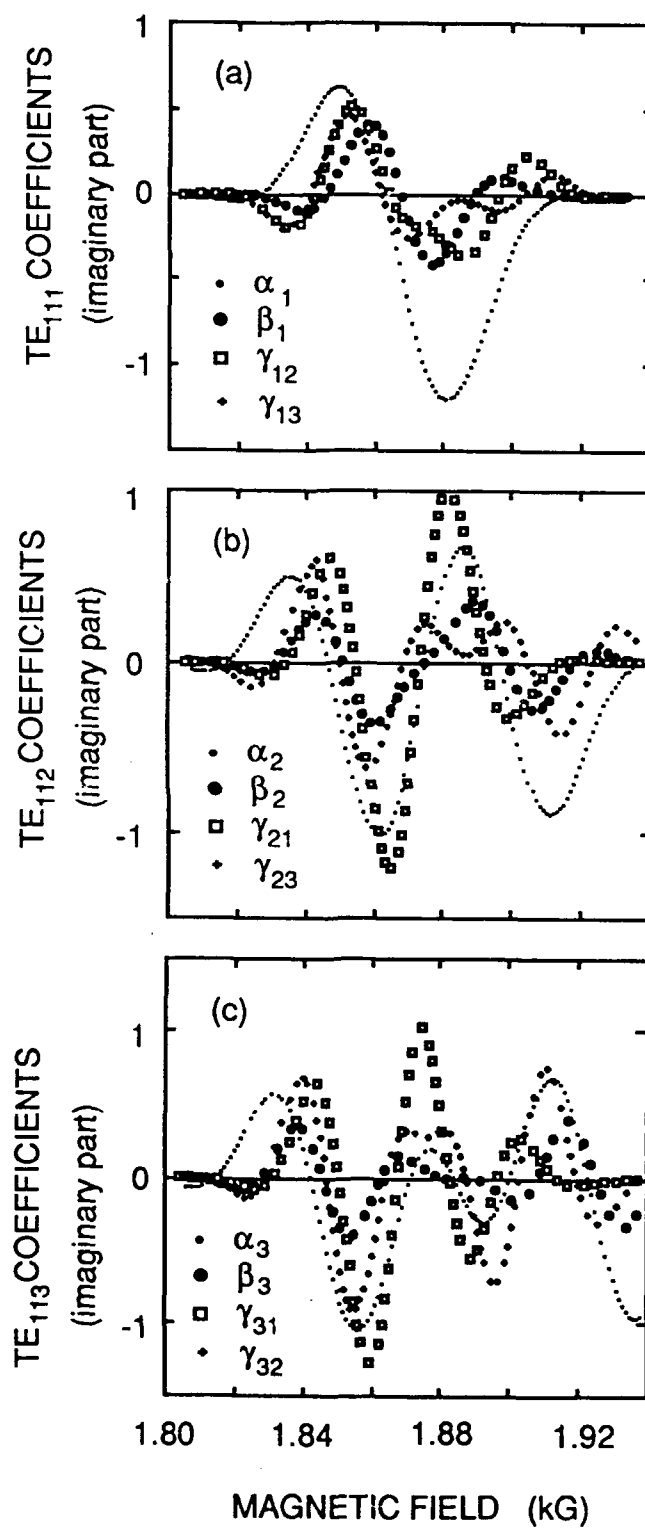 TE111 COEFFICIENTS
(imaginary part)
1
0
-1
(a)
α1
β1
γ12
γ13
TE112 COEFFICIENTS
(imaginary part)
1
0
-1
(b)
α2
β2
γ21
γ23
TE113 COEFFICIENTS
(imaginary part)
1
0
-1
(c)
α3
β3
γ31
γ32
1.80 1.84 1.88 1.92
MAGNETIC FIELD (kG)